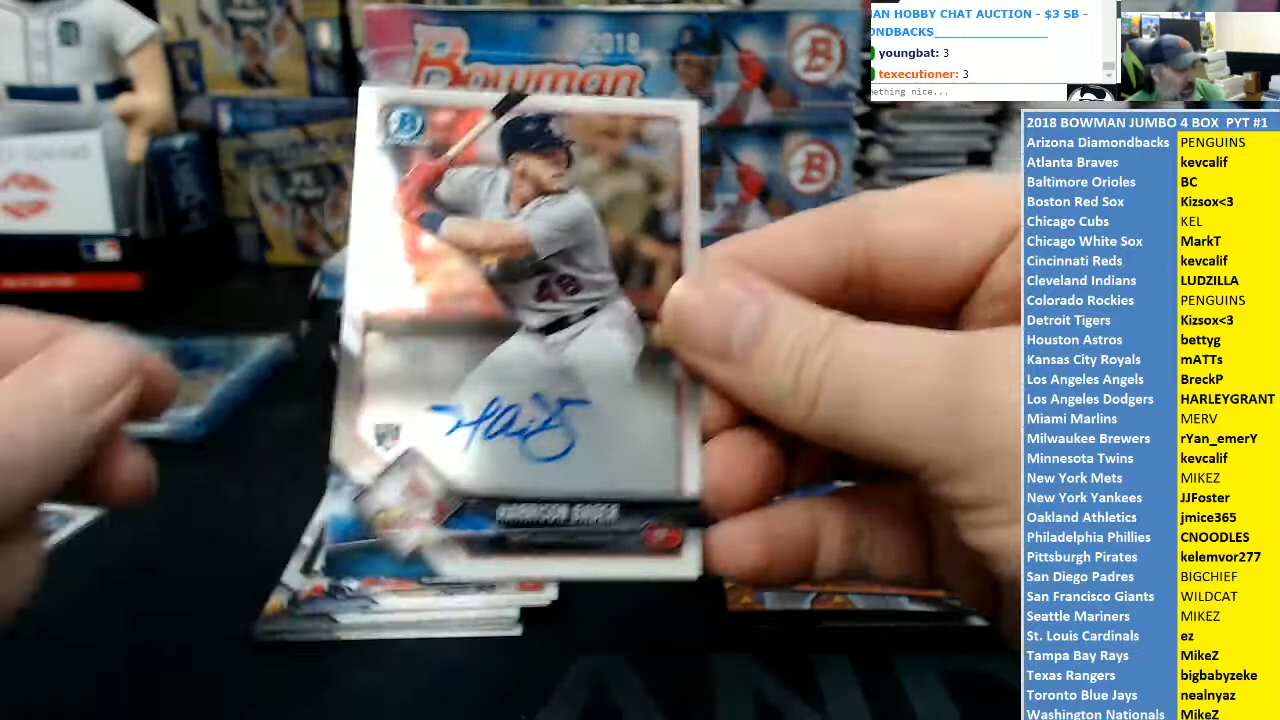 2018
Bowman
MAN HOBBY CHAT AUCTION - $3 SB -
ONDBACKS
youngbat: 3
texecutioner: 3
mething nice...
48
HARRISON BADER
2018 BOWMAN JUMBO 4 BOX PYT #1
Arizona Diamondbacks PENGUINS
Atlanta Braves kevcalif
Baltimore Orioles BC
Boston Red Sox Kizsox<3
Chicago Cubs KEL
Chicago White Sox MarkT
Cincinnati Reds kevcalif
Cleveland Indians LUDZILLA
Colorado Rockies PENGUINS
Detroit Tigers Kizsox<3
Houston Astros bettyg
Kansas City Royals mATTs
Los Angeles Angels BreckP
Los Angeles Dodgers HARLEYGRANT
Miami Marlins MERV
Milwaukee Brewers rYan_emerY
Minnesota Twins kevcalif
New York Mets MIKEZ
New York Yankees JJFoster
Oakland Athletics jmice365
Philadelphia Phillies CNOODLES
Pittsburgh Pirates kelemvor277
San Diego Padres BIGCHIEF
San Francisco Giants WILDCAT
Seattle Mariners MIKEZ
St. Louis Cardinals ez
Tampa Bay Rays MikeZ
Texas Rangers bigbabyzeke
Toronto Blue Jays nealnyaz
Washington Nationals MikeZ